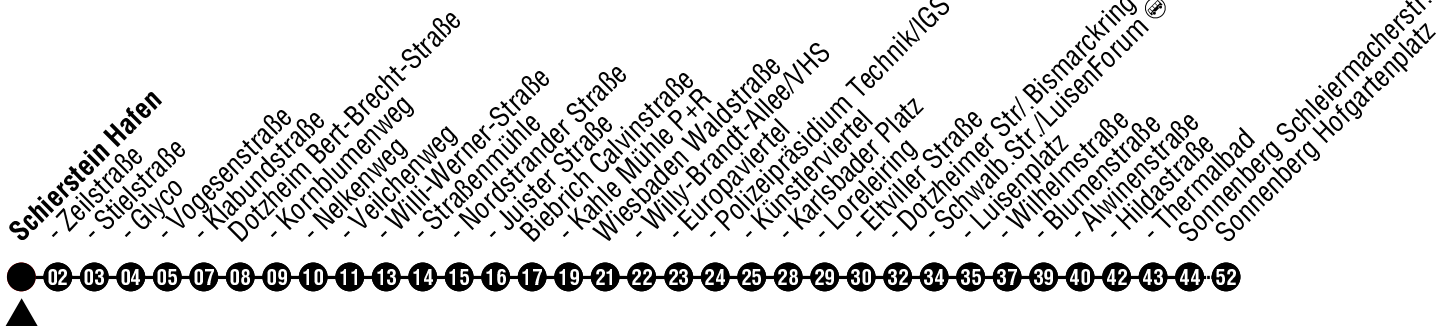 Schierstein Hafen
- Zeilstraße
- Stielstraße
- Glyco
- Vogesenstraße
- Klabundstraße
Dotzheim Bert-Brecht-Straße
- Kornblumenweg
- Nelkenweg
- Veilchenweg
- Willi-Werner-Straße
- Straßenmühle
- Nordstrander Straße
- Juister Straße
Biebrich Calvinstraße
- Kahle Mühle P+R
Wiesbaden Waldstraße
- Willy-Brandt-Allee/VHS
- Europaviertel
- Polizeipräsidium Technik/IGS
- Künstlerviertel
- Karlsbader Platz
- Loreleiring
- Eltviller Straße
- Dotzheimer Str/ Bismarckring
- Schwalb.Str./LuisenForum
- Luisenplatz
- Wilhelmstraße
- Blumenstraße
- Alwinenstraße
- Hildastraße
- Thermalbad
Sonnenberg Schleiermacherstr.
Sonnenberg Hofgartenplatz
02 03 04 05 07 08 09 10 11 13 14 15 16 17 19 21 22 23 24 25 28 29 30 32 34 35 37 39 40 42 43 44 52